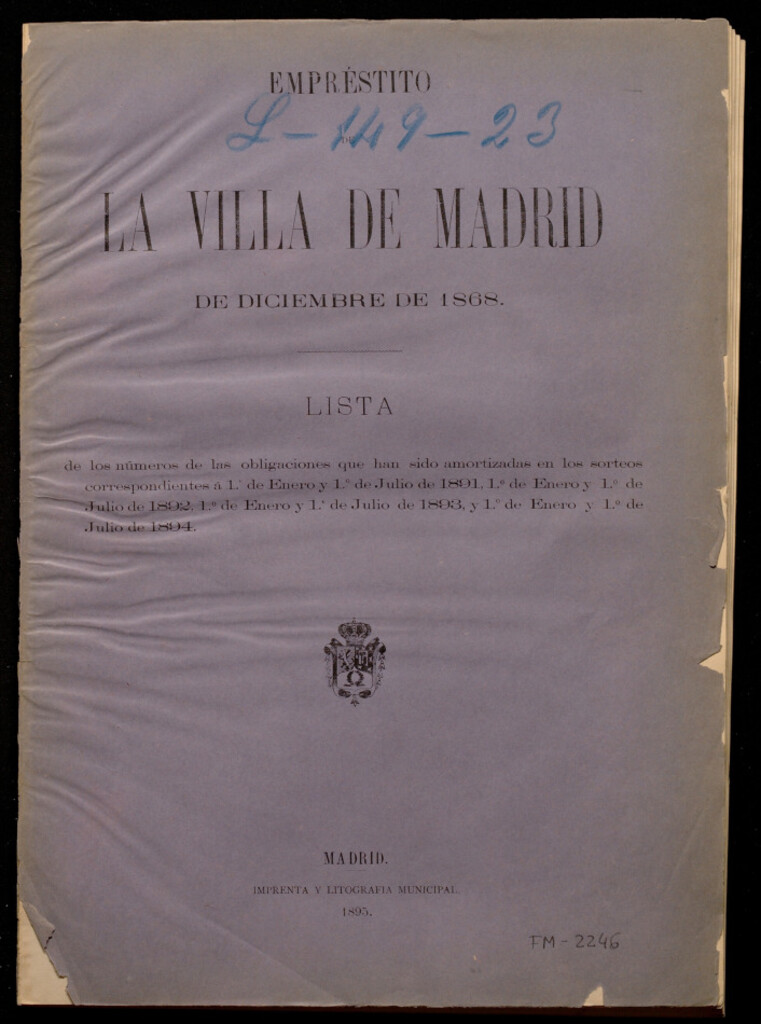 EMPRÉSTITO
L-149-23
LA VILLA DE MADRID
DE DICIEMBRE DE 1868.
LISTA
de los números de las obligaciones que han sido amortizadas en los sorteos
correspondientes á 1.º de Enero y 1.º de Julio de 1891, 1.º de Enero y 1.º de
Julio de 1892, 1.º de Enero y 1.º de Julio de 1893, y 1.º de Enero y 1.º de
Julio de 1894.
MADRID.
IMPRENTA Y LITOGRAFIA MUNICIPAL.
1895.
FM-2246